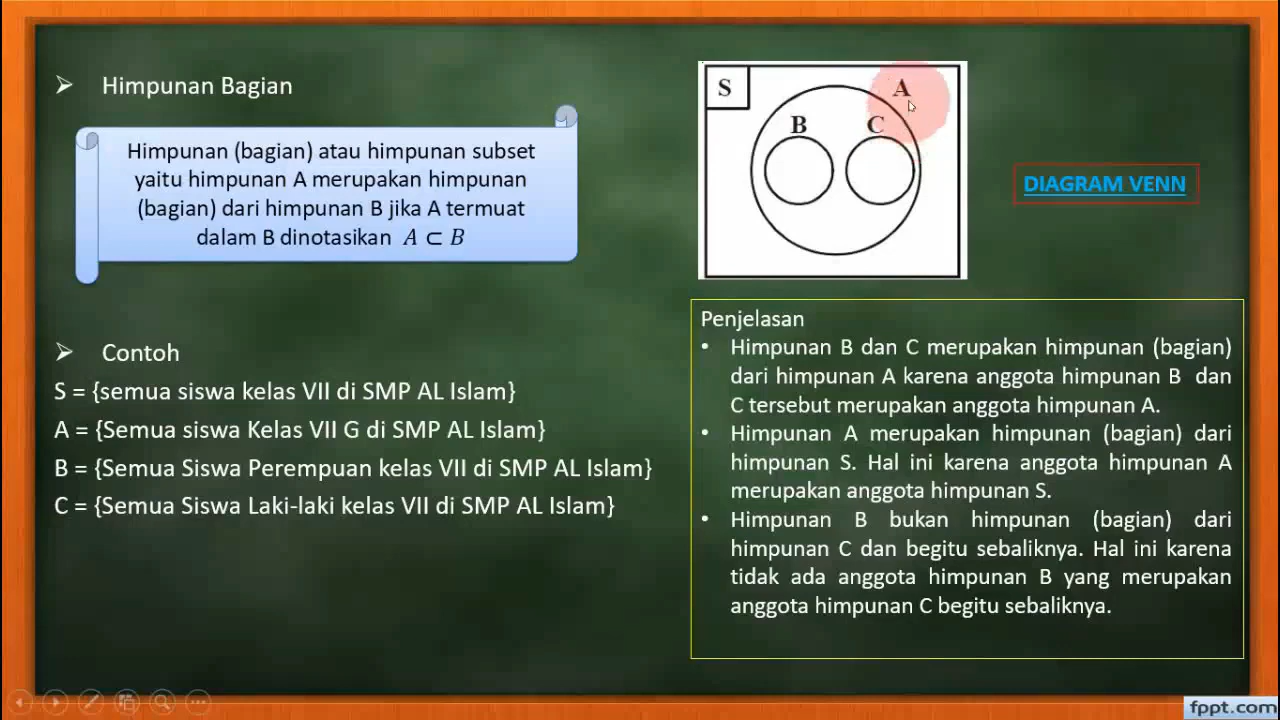 Himpunan Bagian
Himpunan (bagian) atau himpunan subset
yaitu himpunan A merupakan himpunan
(bagian) dari himpunan B jika A termuat
dalam B dinotasikan A ⊂ B
Contoh
S = {semua siswa kelas VII di SMP AL Islam}
A = {Semua siswa Kelas VII G di SMP AL Islam}
B = {Semua Siswa Perempuan kelas VII di SMP AL Islam}
C = {Semua Siswa Laki-laki kelas VII di SMP AL Islam}
S
A
B
C
DIAGRAM VENN
Penjelasan
• Himpunan B dan C merupakan himpunan (bagian)
dari himpunan A karena anggota himpunan B dan
C tersebut merupakan anggota himpunan A.
• Himpunan A merupakan himpunan (bagian) dari
himpunan S. Hal ini karena anggota himpunan A
merupakan anggota himpunan S.
• Himpunan B bukan himpunan (bagian) dari
himpunan C dan begitu sebaliknya. Hal ini karena
tidak ada anggota himpunan B yang merupakan
anggota himpunan C begitu sebaliknya.
fppt.com